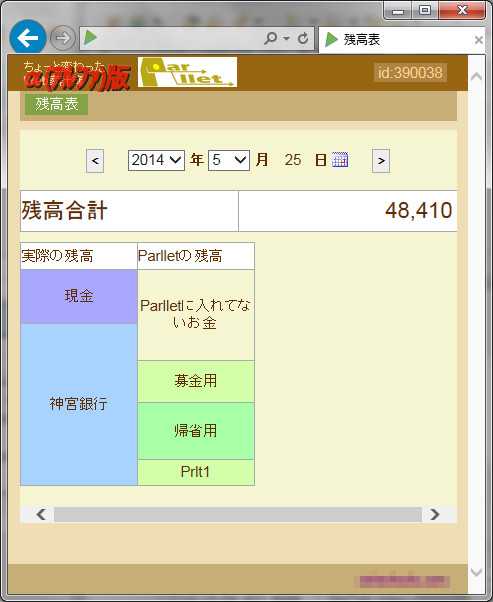 残高表
ちょっと変わった
α(アルファ)版
Parllet
id:390038
残高表
< 2014 年 5 月 25 日 >
残高合計 48,410
実際の残高 Parlletの残高
現金
Parlletに入れてな
いお金
神宮銀行
募金用
帰省用
Prlt1